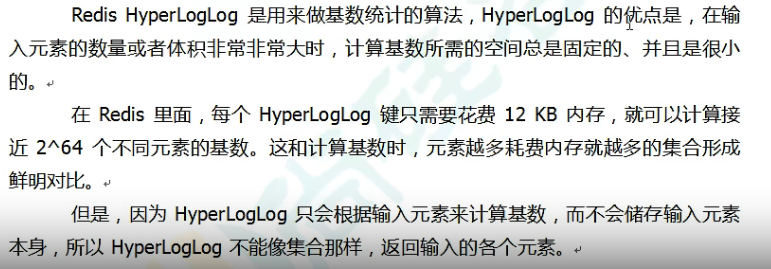 Redis HyperLogLog 是用来做基数统计的算法，HyperLogLog 的优点是，在输
入元素的数量或者体积非常非常大时，计算基数所需的空间总是固定的、并且是很小
的。
在 Redis 里面，每个 HyperLogLog 键只需要花费 12 KB 内存，就可以计算接
近 2^64 个不同元素的基数。这和计算基数时，元素越多耗费内存就越多的集合形成
鲜明对比。
但是，因为 HyperLogLog 只会根据输入元素来计算基数，而不会储存输入元素
本身，所以 HyperLogLog 不能像集合那样，返回输入的各个元素。